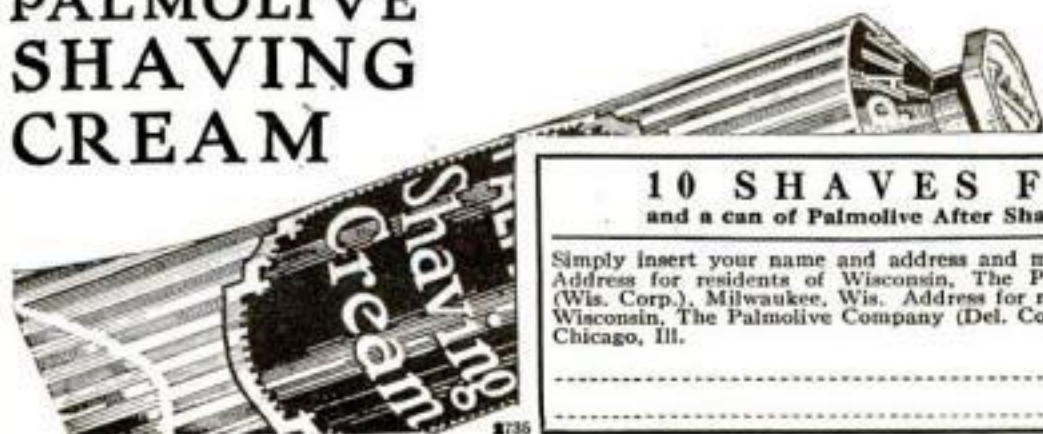 PALMOLIVE
SHAVING
CREAM
Shaving
Cream
10 SHAVES F
and a can of Palmolive After Sha
Simply insert your name and address and m
Address for residents of Wisconsin, The P
(Wis. Corp.), Milwaukee, Wis. Address for r
Wisconsin, The Palmolive Company (Del. Co
Chicago, Ill.